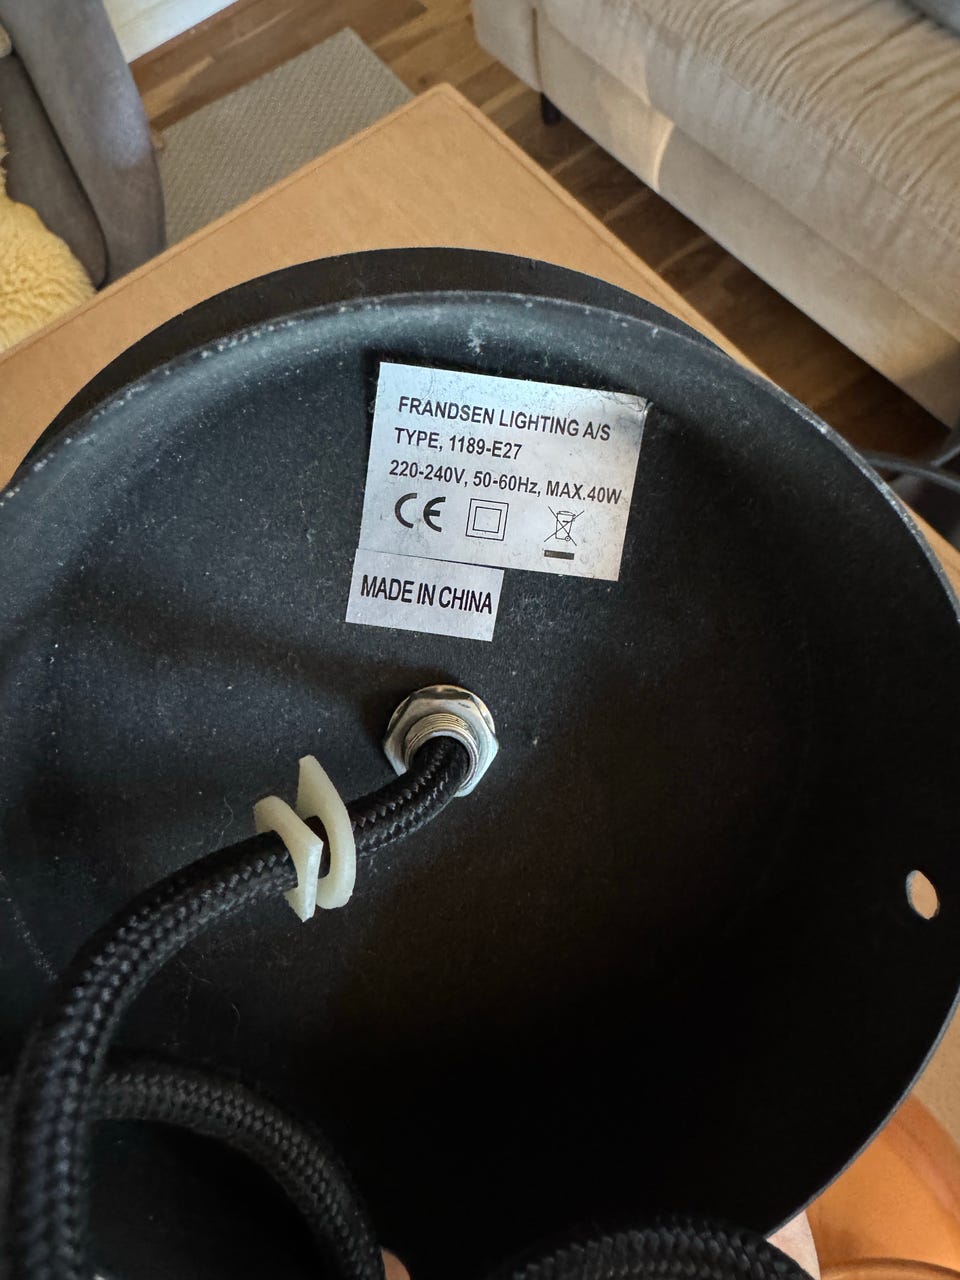 FRANDSEN LIGHTING A/S
TYPE, 1189-E27
220-240V, 50-60Hz, MAX.40W
CE
MADE IN CHINA